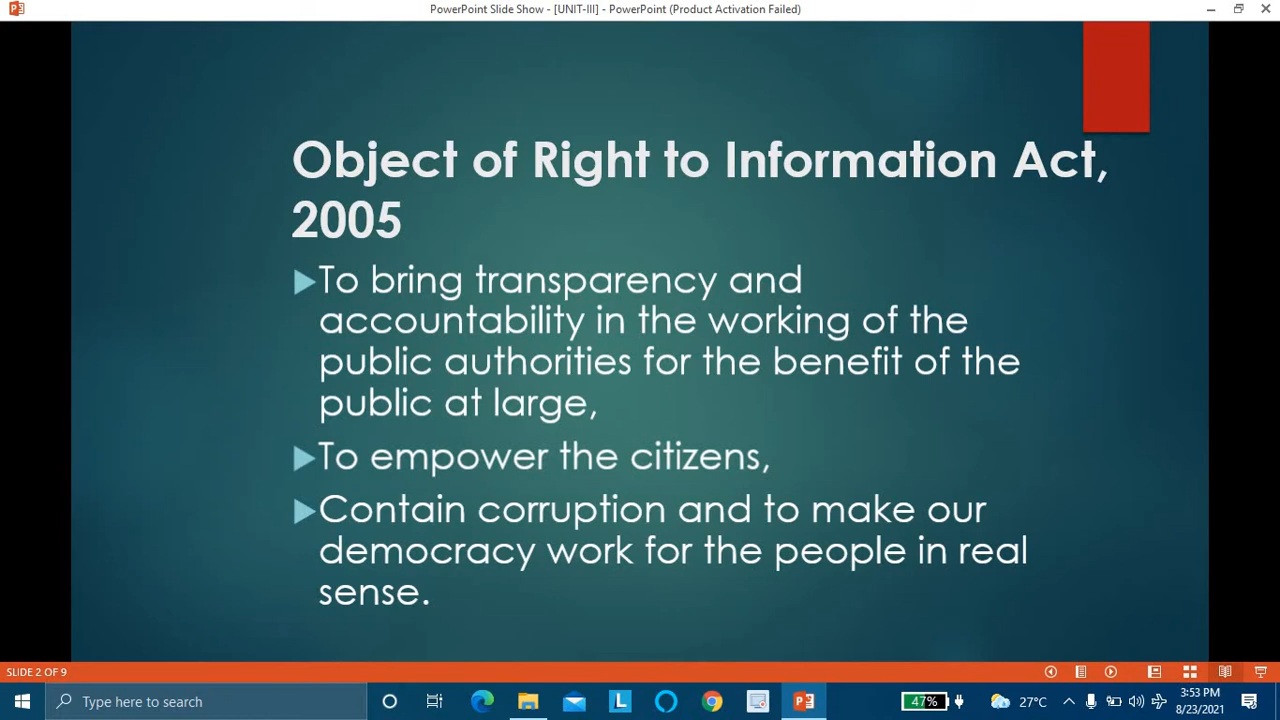 PowerPoint Slide Show - [UNIT-III] - PowerPoint (Product Activation Failed)
Object of Right to Information Act,
2005
To bring transparency and
accountability in the working of the
public authorities for the benefit of the
public at large,
To empower the citizens,
Contain corruption and to make our
democracy work for the people in real
sense.
SLIDE 2 OF 9
Type here to search
L
47%
27°C
3:53 PM
8/23/2021